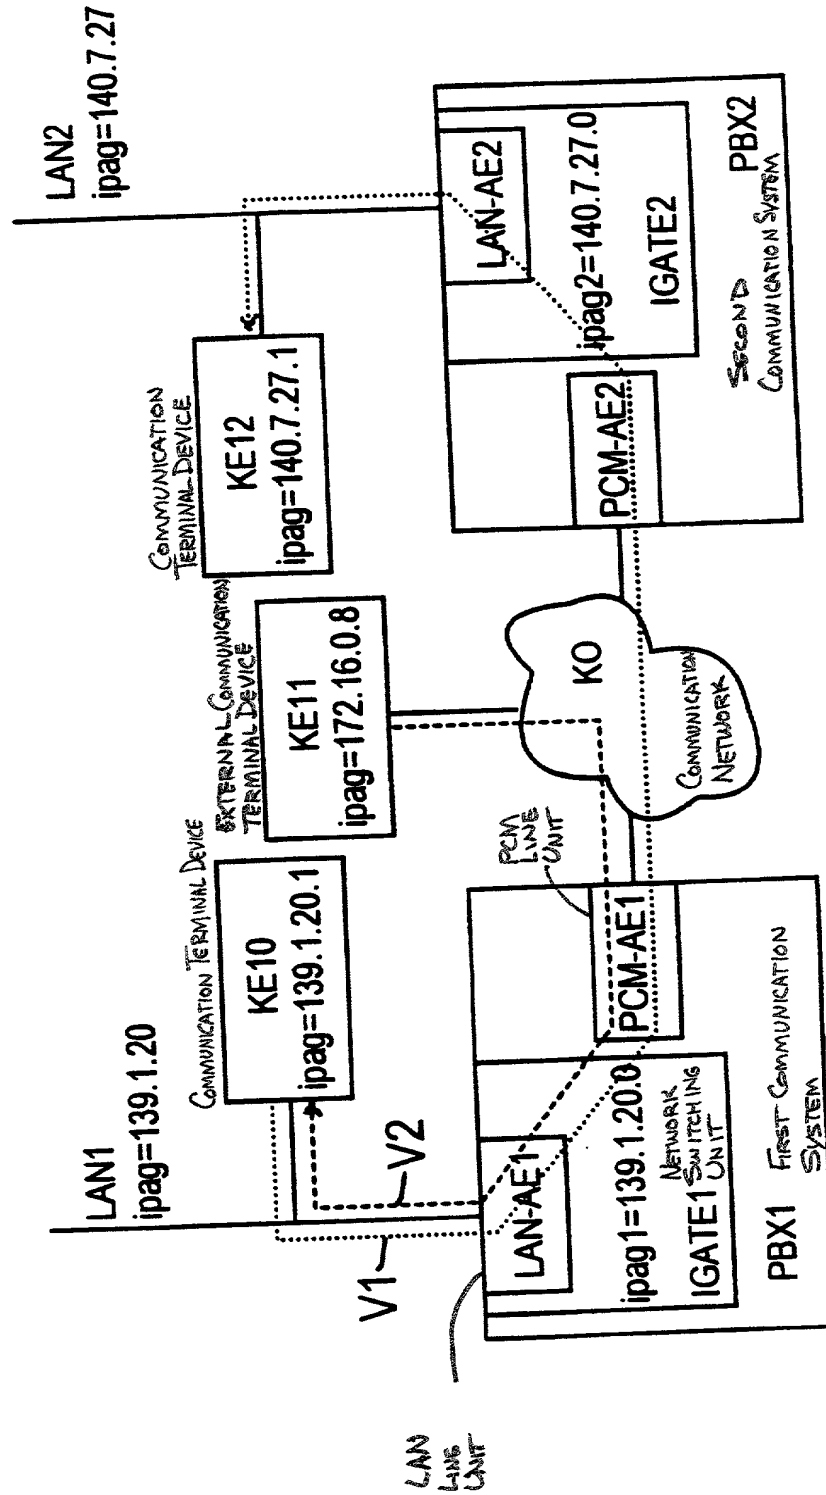 LAN1
ipag=139.1.20
LAN2
ipag=140.7.27
COMMUNICATION TERMINAL DEVICE
KE10
ipag=139.1.20.1
EXTERNAL COMMUNICATION
TERMINAL DEVICE
KE11
ipag=172.16.0.8
COMMUNICATION
TERMINAL DEVICE
KE12
ipag=140.7.27.1
V1
V2
LAN
LINE
UNIT
LAN-AE1
ipag1=139.1.20.0
NETWORK
SWITCHING
UNIT
IGATE1
PBX1
FIRST COMMUNICATION
SYSTEM
PCM
LINE
UNIT
PCM-AE1
KO
COMMUNICATION
NETWORK
PCM-AE2
LAN-AE2
ipag2=140.7.27.0
IGATE2
SECOND
COMMUNICATION SYSTEM
PBX2